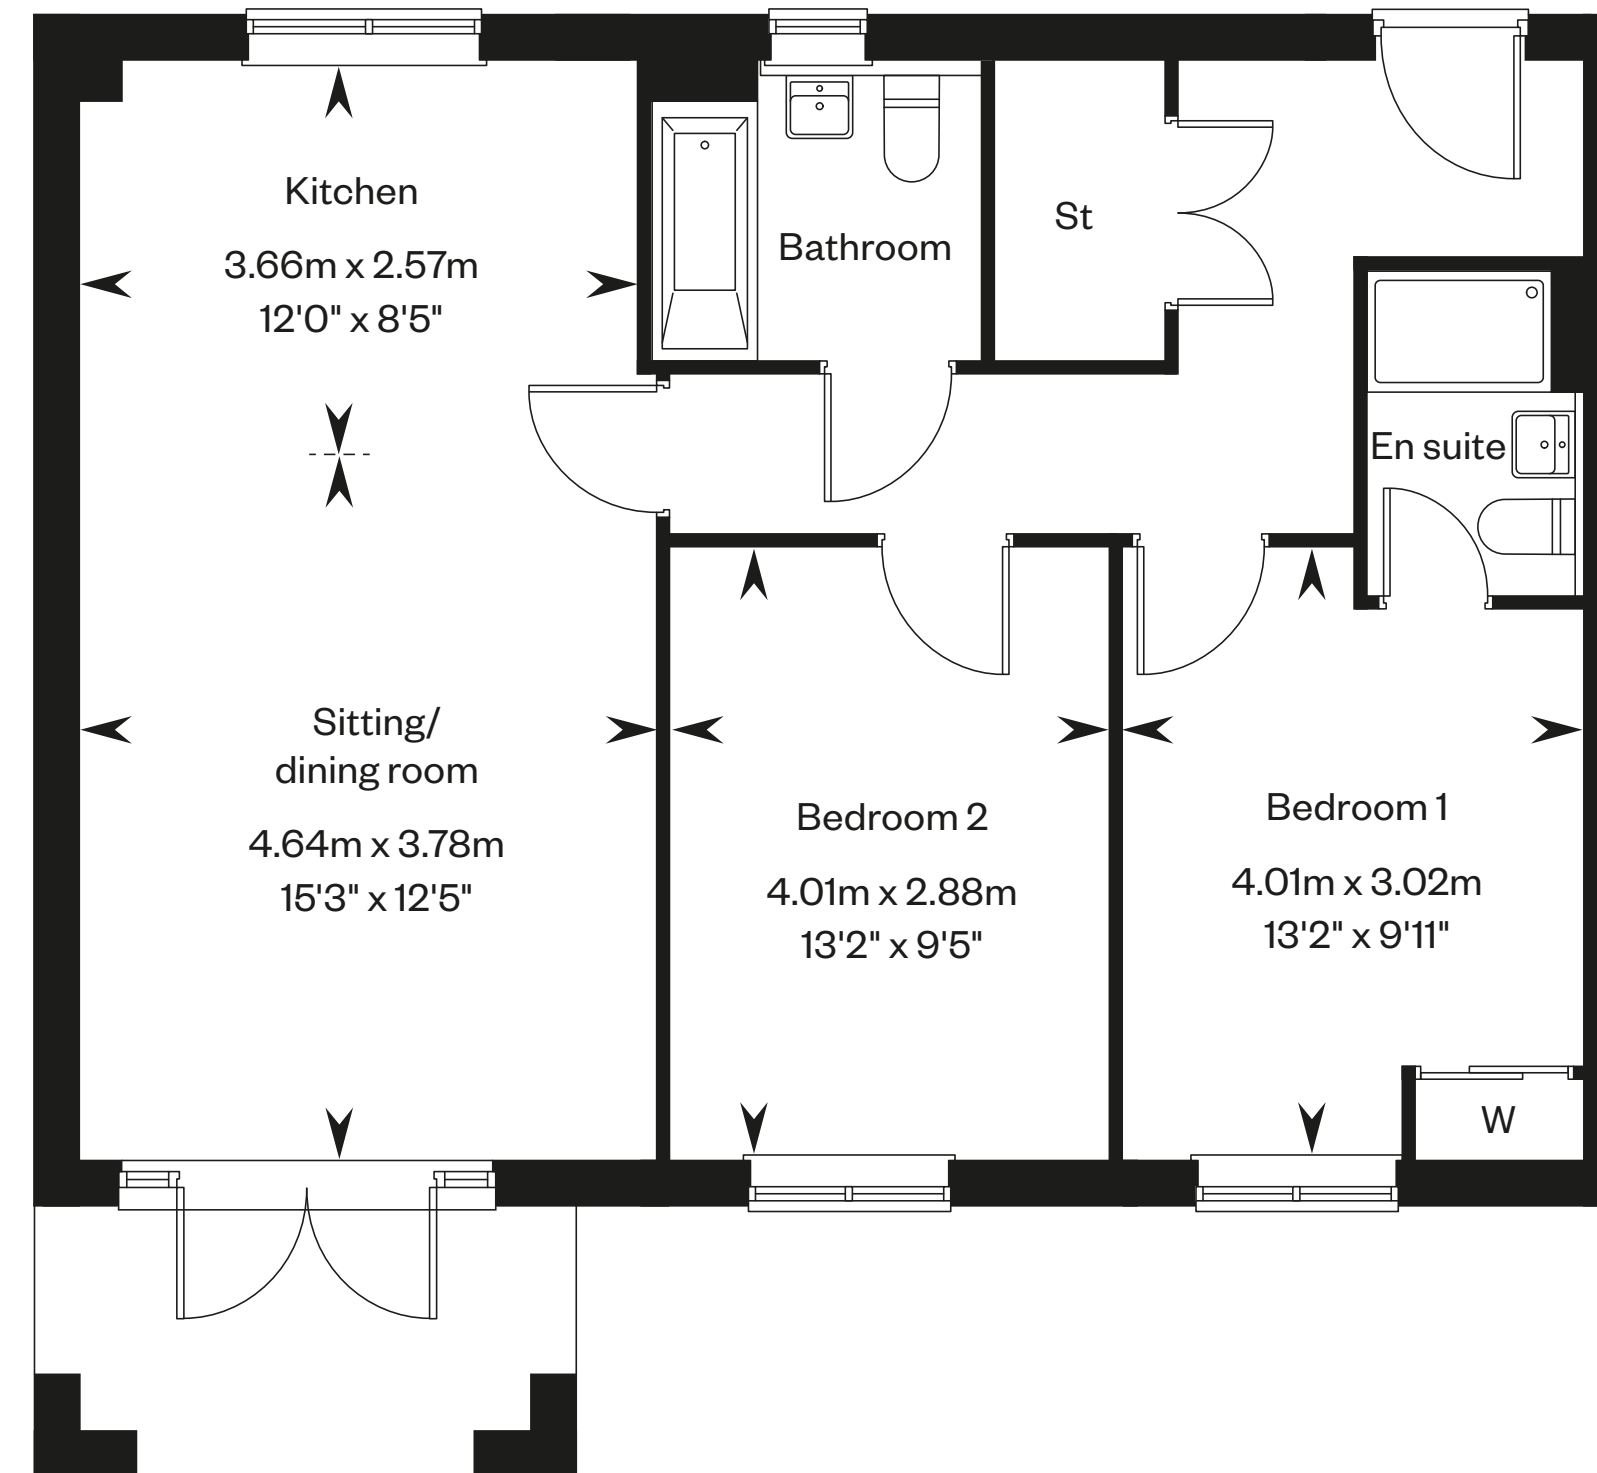 Kitchen
3.66m x 2.57m
12'0" x 8'5"
Bathroom
St
En suite
Sitting/
dining room
4.64m x 3.78m
15'3" x 12'5"
Bedroom 2
4.01m x 2.88m
13'2" x 9'5"
Bedroom 1
4.01m x 3.02m
13'2" x 9'11"
W